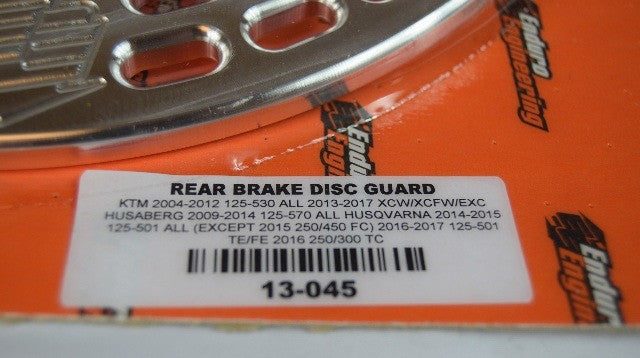 Enduro
Engineering
Enduro
Engin
Enduro
Engine
REAR BRAKE DISC GUARD
KTM 2004-2012 125-530 ALL 2013-2017 XCW/XCFW/EXC
HUSABERG 2009-2014 125-570 ALL HUSQVARNA 2014-2015
125-501 ALL (EXCEPT 2015 250/450 FC) 2016-2017 125-501
TE/FE 2016 250/300 TC
13-045